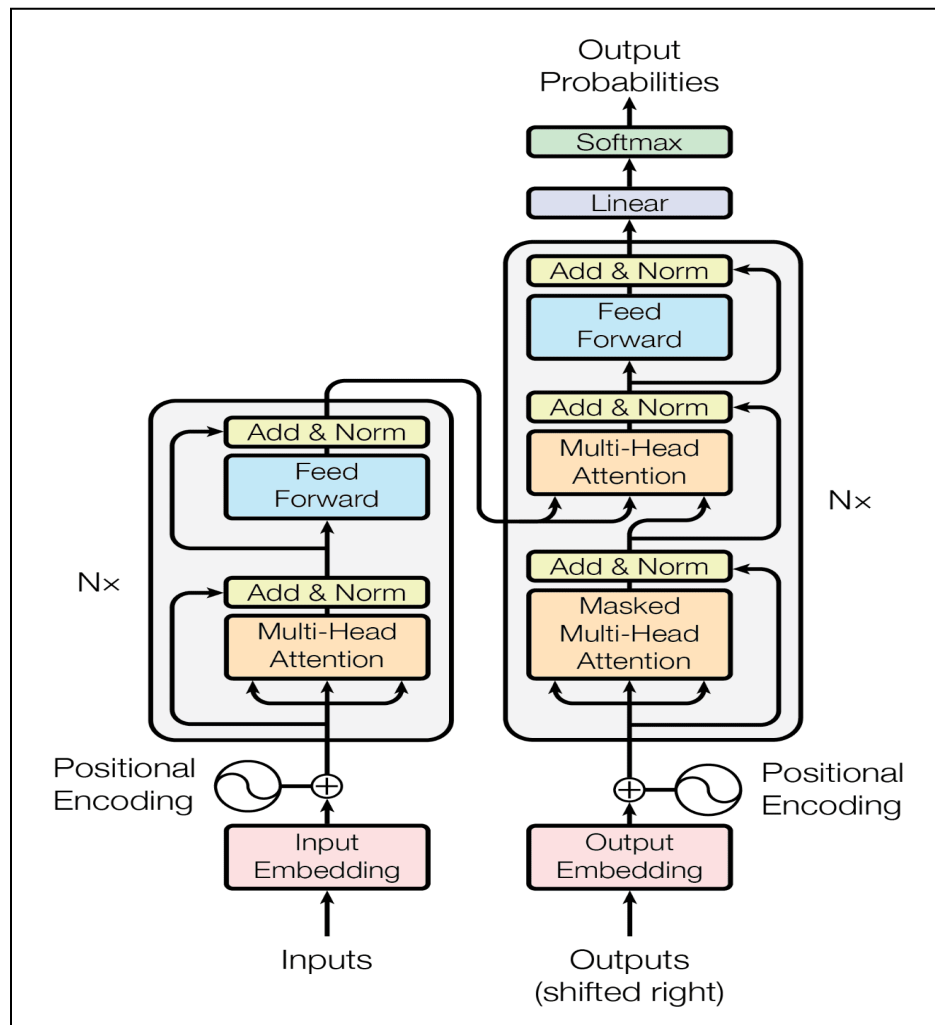 Output
Probabilities
Softmax
Linear
Add & Norm
Feed
Forward
Add & Norm
Multi-Head
Attention
Add & Norm
Masked
Multi-Head
Attention
Nx
Add & Norm
Feed
Forward
Add & Norm
Multi-Head
Attention
Nx
Positional
Encoding
Positional
Encoding
Input
Embedding
Output
Embedding
Inputs
Outputs
(shifted right)